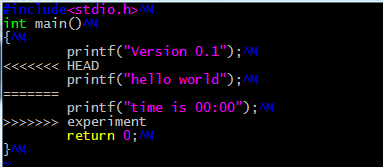 #include<stdio.h>^M
int main()^M
{^M
        printf("Version 0.1");^M
<<<<<<< HEAD
        printf("hello world");^M
=======
        printf("time is 00:00");^M
>>>>>>> experiment
        return 0;^M
}^M
~